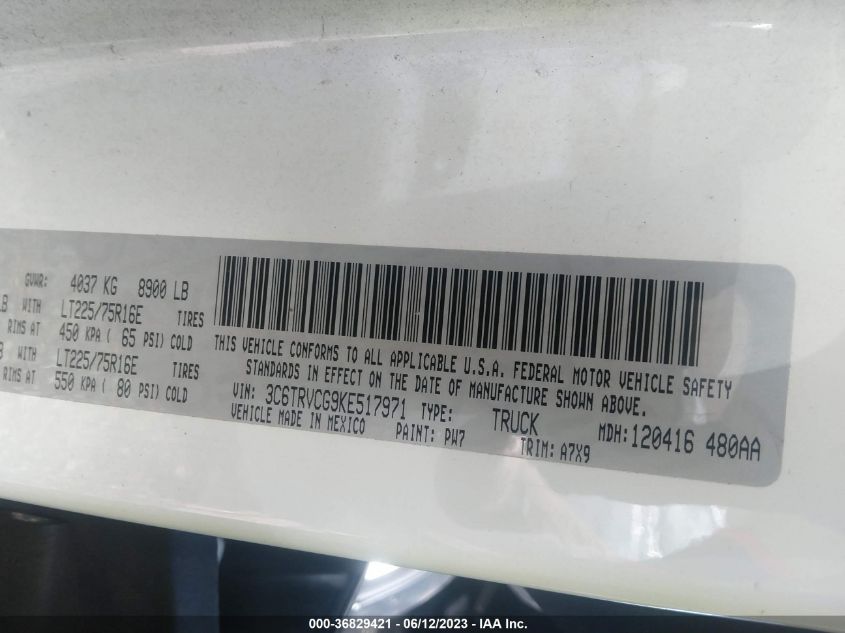 GVWR: 4037 KG 8900 LB
LB WITH LT225/75R16E TIRES
RIMS AT 450 KPA ( 65 PSI) COLD
B WITH LT225/75R16E TIRES
RIMS AT 550 KPA ( 80 PSI) COLD
THIS VEHICLE CONFORMS TO ALL APPLICABLE U.S.A. FEDERAL MOTOR VEHICLE SAFETY
STANDARDS IN EFFECT ON THE DATE OF MANUFACTURE SHOWN ABOVE.
VIN: 3C6TRVCG9KE517971 TYPE: TRUCK MDH:120416 480AA
VEHICLE MADE IN MEXICO PAINT: PW7 TRIM: A7X9
000-36829421 - 06/12/2023 - IAA Inc.